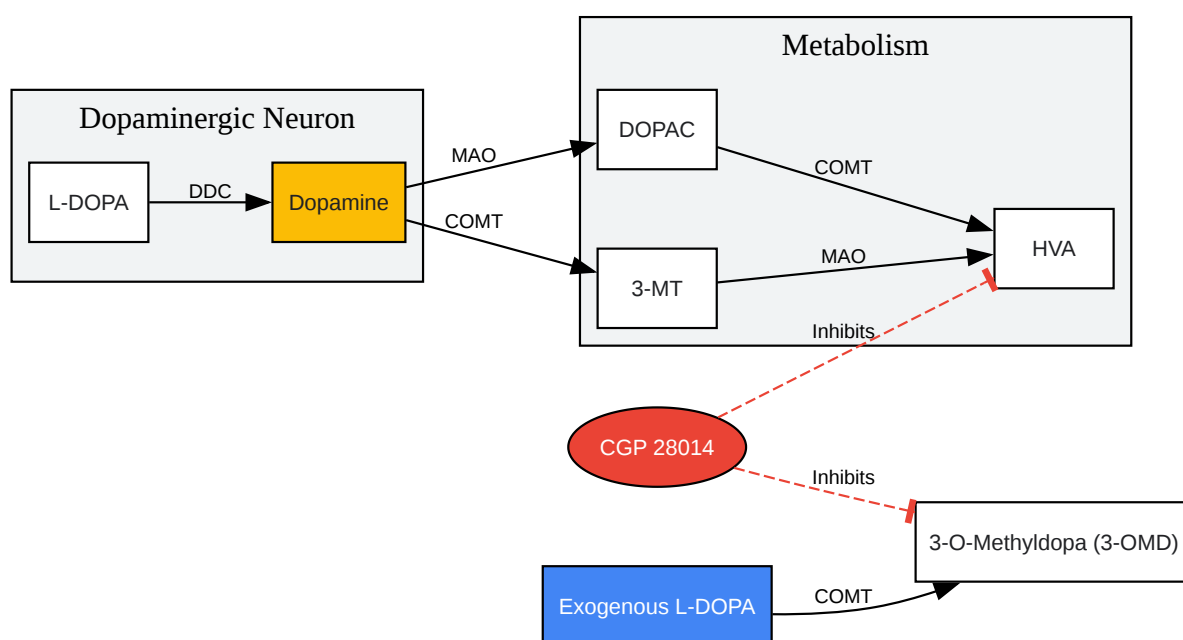 Metabolism
Dopaminergic Neuron
L-DOPA
DDC
Dopamine
MAO
COMT
DOPAC
3-MT
COMT
MAO
HVA
Inhibits
CGP 28014
Inhibits
3-O-Methyldopa (3-OMD)
Exogenous L-DOPA
COMT